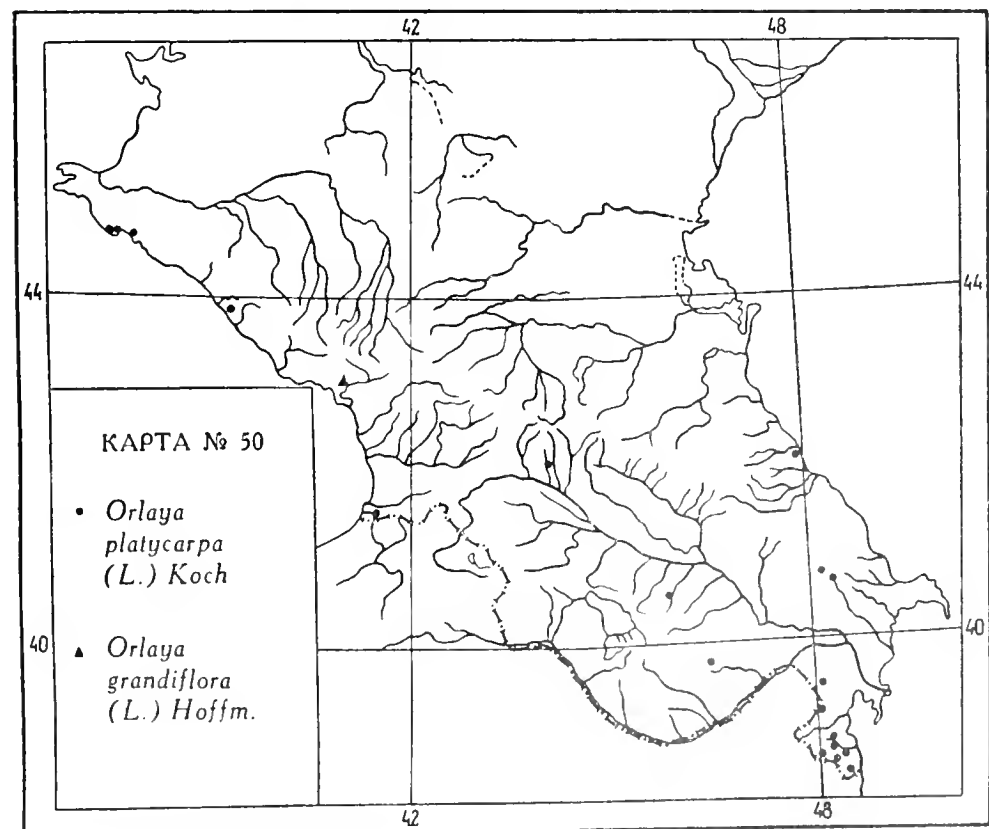 42
48
44
44
КАРТА № 50
• Orlaya
platycarpa
(L.) Koch
40
40
▲ Orlaya
grandiflora
(L.) Hoffm.
42
48